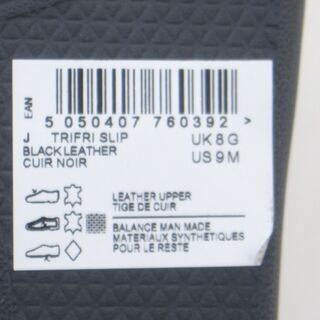 EAN
5 050407 760392 >
J TRIFRI SLIP UK 8 G
BLACK LEATHER US 9 M
CUIR NOIR
LEATHER UPPER
TIGE DE CUIR
BALANCE MAN MADE
MATERIAUX SYNTHETIQUES
POUR LE RESTE